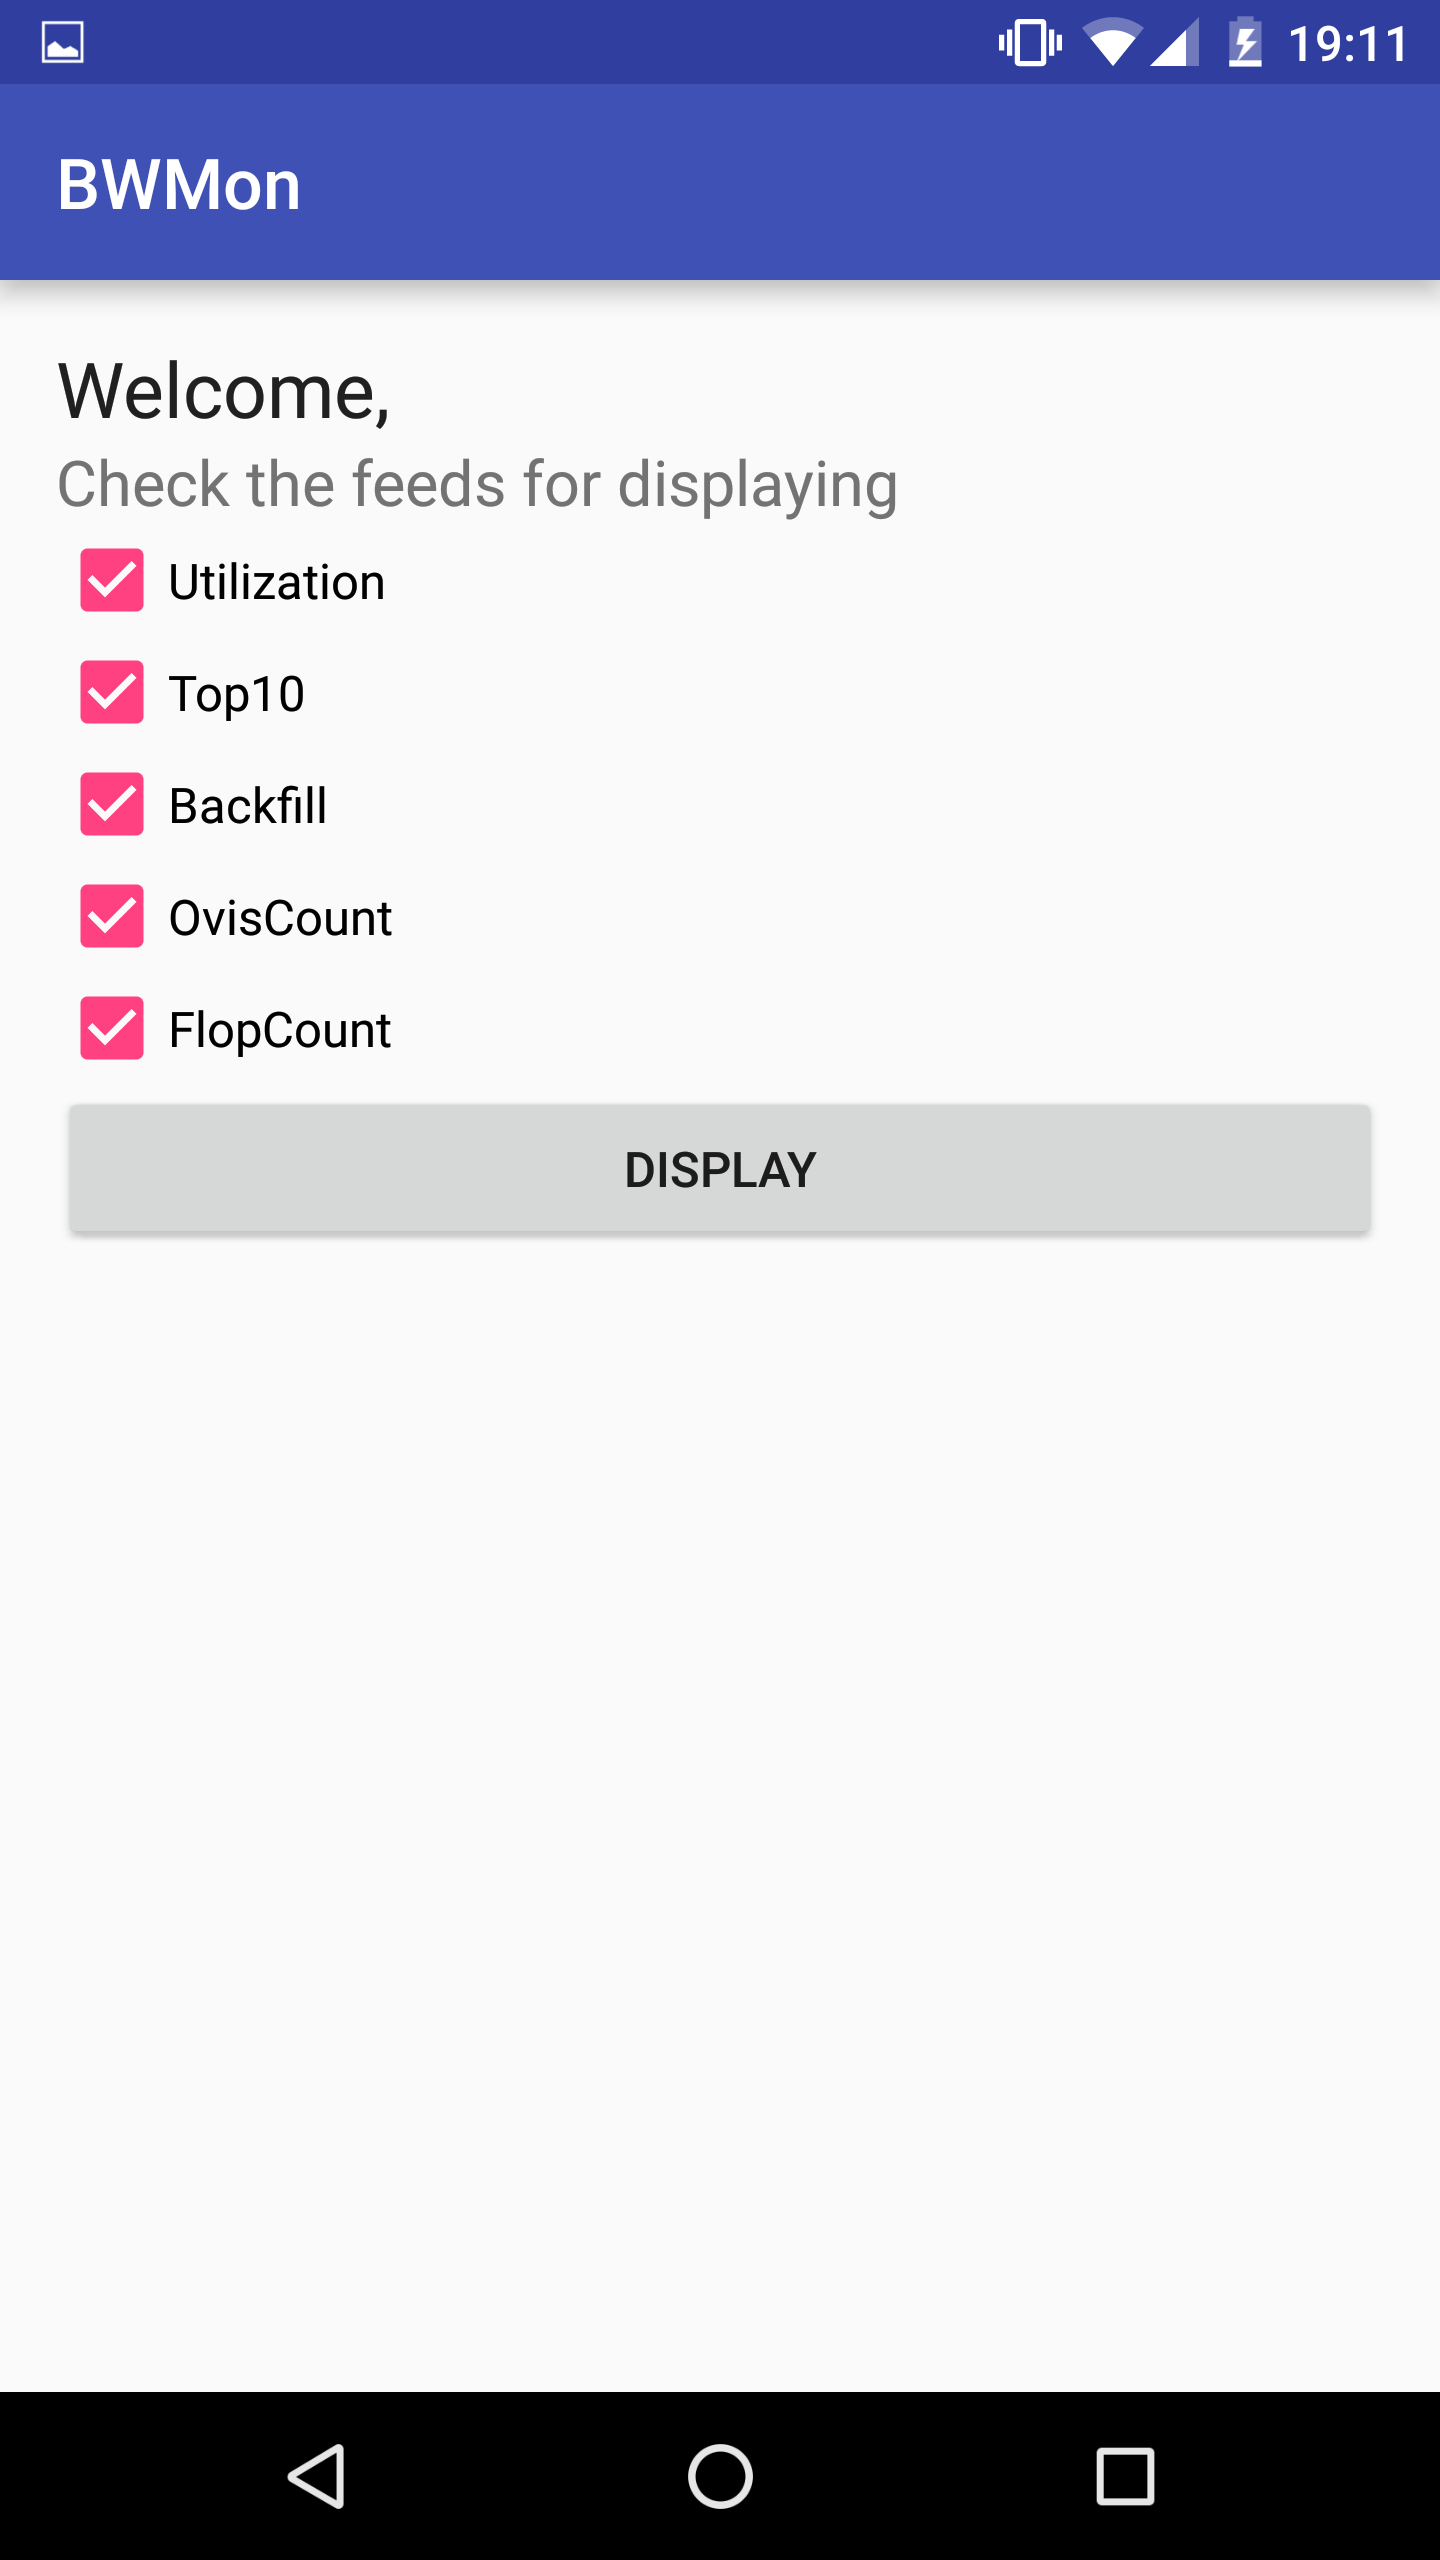 19:11
BWMon
Welcome,
Check the feeds for displaying
Utilization
Top10
Backfill
OvisCount
FlopCount
DISPLAY